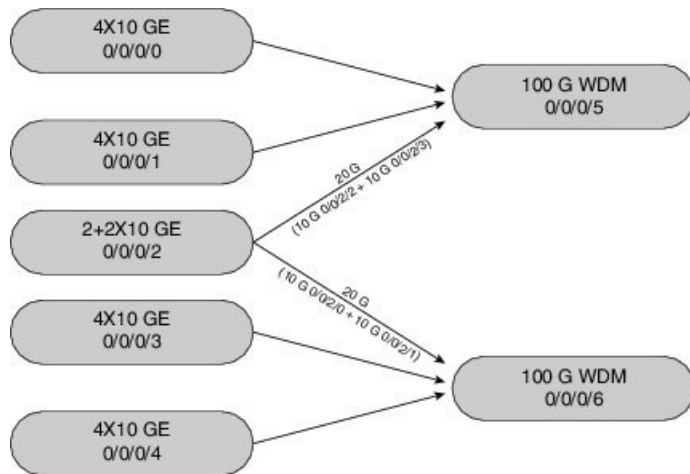 4X10 GE
0/0/0/0
4X10 GE
0/0/0/1
2+2X10 GE
0/0/0/2
4X10 GE
0/0/0/3
4X10 GE
0/0/0/4
20 G
(10 G 0/0/2/2 + 10 G 0/0/2/3)
20 G
(10 G 0/0/2/0 + 10 G 0/0/2/1)
100 G WDM
0/0/0/5
100 G WDM
0/0/0/6